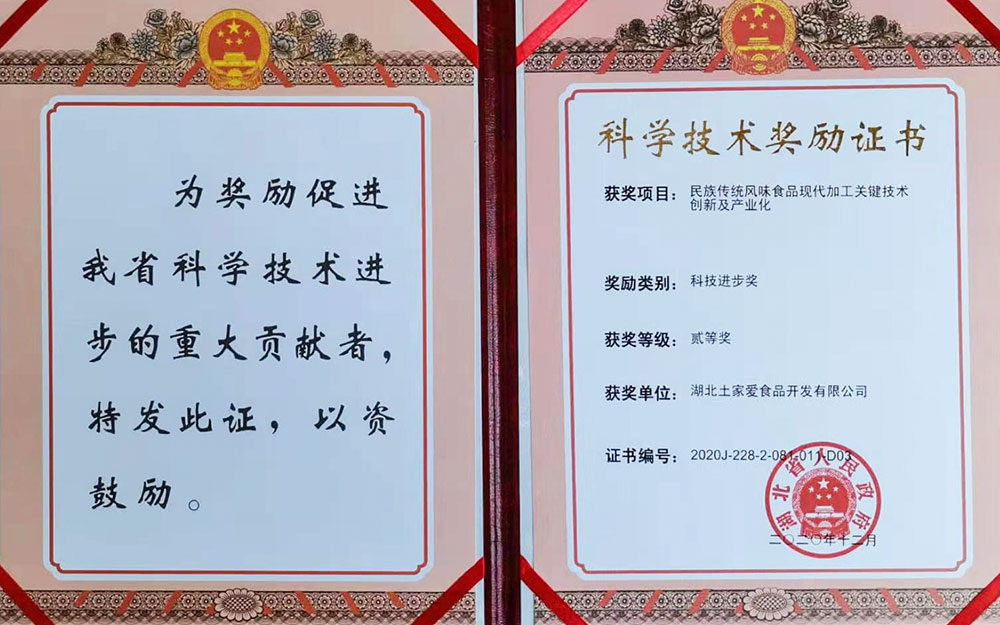 为奖励促进
我省科学技术进
步的重大贡献者，
特发此证，以资
鼓励。
科学技术奖励证书
获奖项目： 民族传统风味食品现代加工关键技术
创新及产业化
奖励类别： 科技进步奖
获奖等级： 贰等奖
获奖单位： 湖北土家爱食品开发有限公司
证书编号： 2020J-228-2-081-011-D03
湖北省人民政府
二〇二〇年十二月